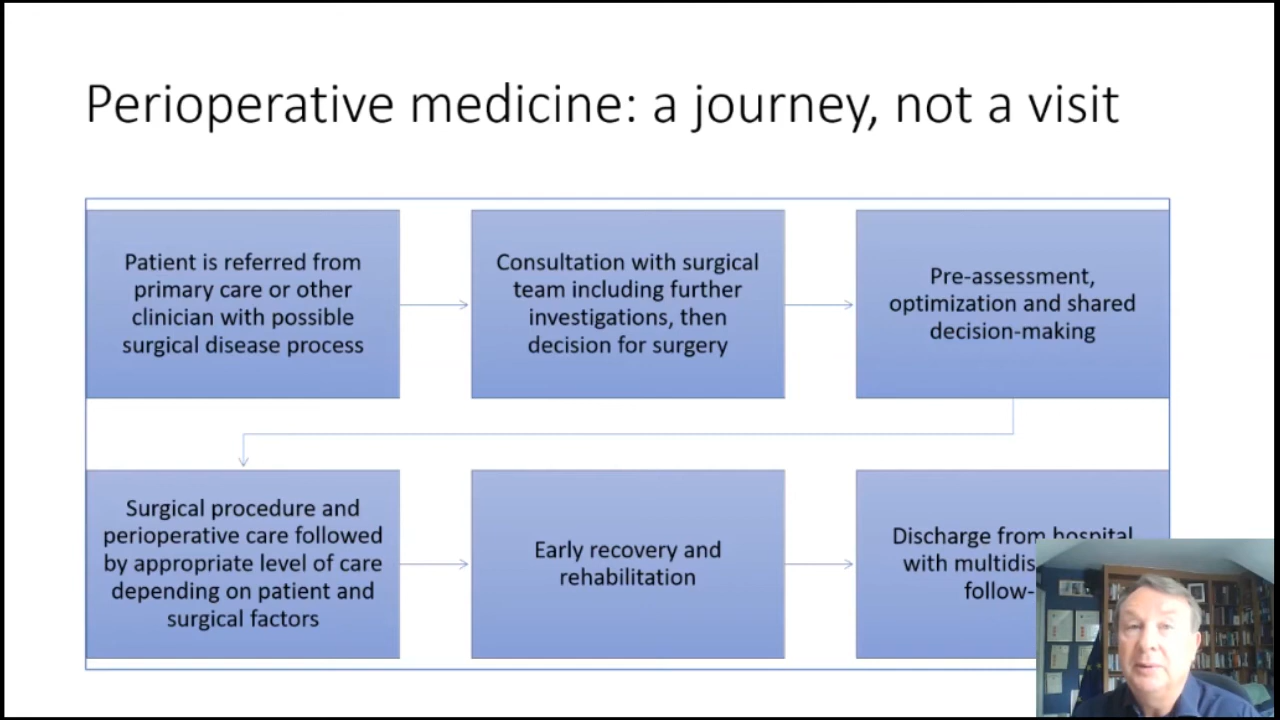 Perioperative medicine: a journey, not a visit
Patient is referred from
primary care or other
clinician with possible
surgical disease process
Consultation with surgical
team including further
investigations, then
decision for surgery
Pre-assessment,
optimization and shared
decision-making
Surgical procedure and
perioperative care followed
by appropriate level of care
depending on patient and
surgical factors
Early recovery and
rehabilitation
Discharge from hospital
with
follow-